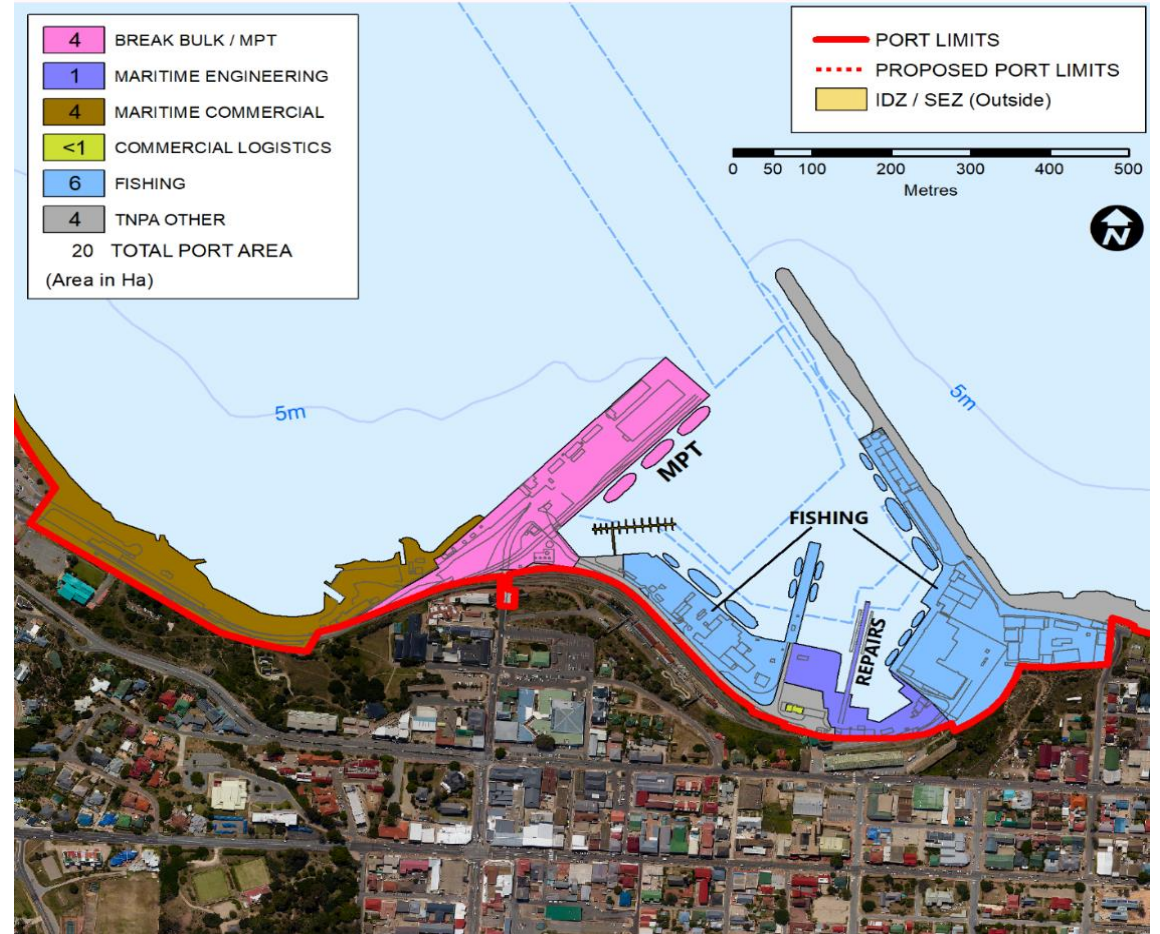 4 BREAK BULK / MPT
1 MARITIME ENGINEERING
4 MARITIME COMMERCIAL
<1 COMMERCIAL LOGISTICS
6 FISHING
4 TNPA OTHER
20 TOTAL PORT AREA
(Area in Ha)
PORT LIMITS
PROPOSED PORT LIMITS
IDZ / SEZ (Outside)
0 50 100 200 300 400 500
Metres
N
5m
5m
MPT
FISHING
REPAIRS